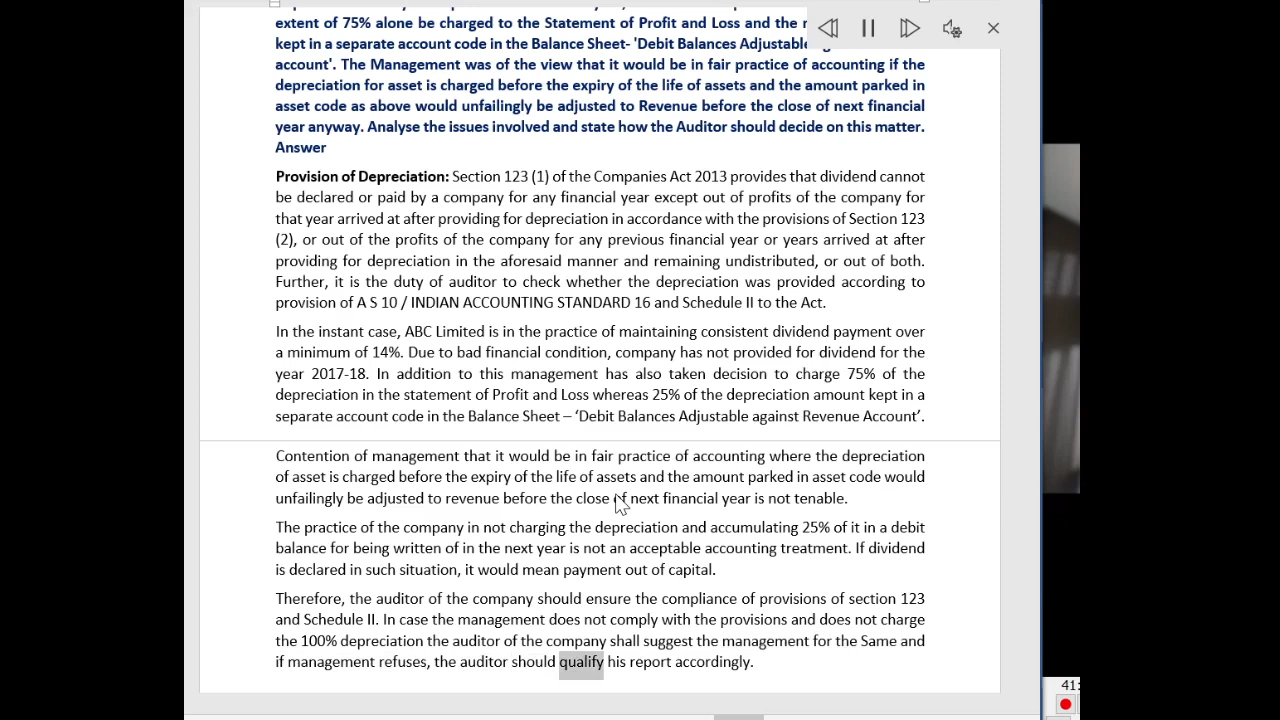 extent of 75% alone be charged to the Statement of Profit and Loss and the
kept in a separate account code in the Balance Sheet- 'Debit Balances Adjustable
account'. The Management was of the view that it would be in fair practice of accounting if the
depreciation for asset is charged before the expiry of the life of assets and the amount parked in
asset code as above would unfailingly be adjusted to Revenue before the close of next financial
year anyway. Analyse the issues involved and state how the Auditor should decide on this matter.
Answer
Provision of Depreciation: Section 123 (1) of the Companies Act 2013 provides that dividend cannot
be declared or paid by a company for any financial year except out of profits of the company for
that year arrived at after providing for depreciation in accordance with the provisions of Section 123
(2), or out of the profits of the company for any previous financial year or years arrived at after
providing for depreciation in the aforesaid manner and remaining undistributed, or out of both.
Further, it is the duty of auditor to check whether the depreciation was provided according to
provision of A S 10 / INDIAN ACCOUNTING STANDARD 16 and Schedule II to the Act.
In the instant case, ABC Limited is in the practice of maintaining consistent dividend payment over
a minimum of 14%. Due to bad financial condition, company has not provided for dividend for the
year 2017-18. In addition to this management has also taken decision to charge 75% of the
depreciation in the statement of Profit and Loss whereas 25% of the depreciation amount kept in a
separate account code in the Balance Sheet – ‘Debit Balances Adjustable against Revenue Account’.
Contention of management that it would be in fair practice of accounting where the depreciation
of asset is charged before the expiry of the life of assets and the amount parked in asset code would
unfailingly be adjusted to revenue before the close of next financial year is not tenable.
The practice of the company in not charging the depreciation and accumulating 25% of it in a debit
balance for being written of in the next year is not an acceptable accounting treatment. If dividend
is declared in such situation, it would mean payment out of capital.
Therefore, the auditor of the company should ensure the compliance of provisions of section 123
and Schedule II. In case the management does not comply with the provisions and does not charge
the 100% depreciation the auditor of the company shall suggest the management for the Same and
if management refuses, the auditor should qualify his report accordingly.
41: